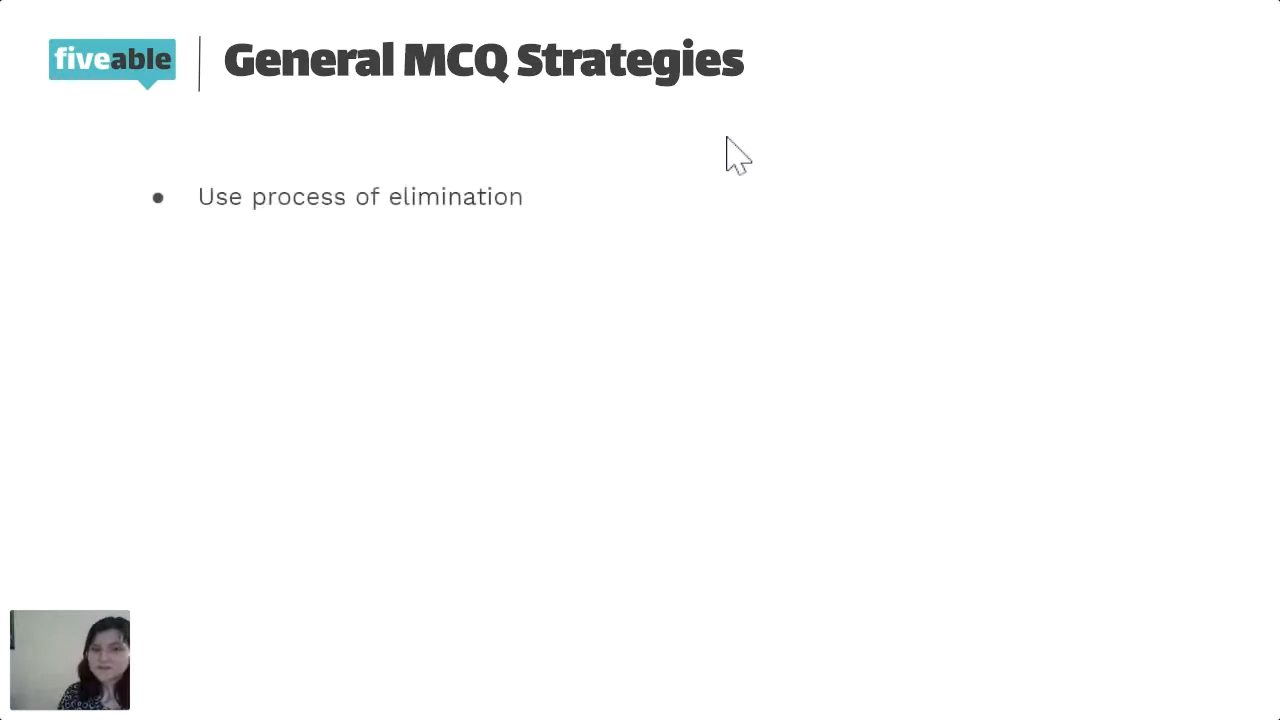 fiveable
General MCQ Strategies
● Use process of elimination